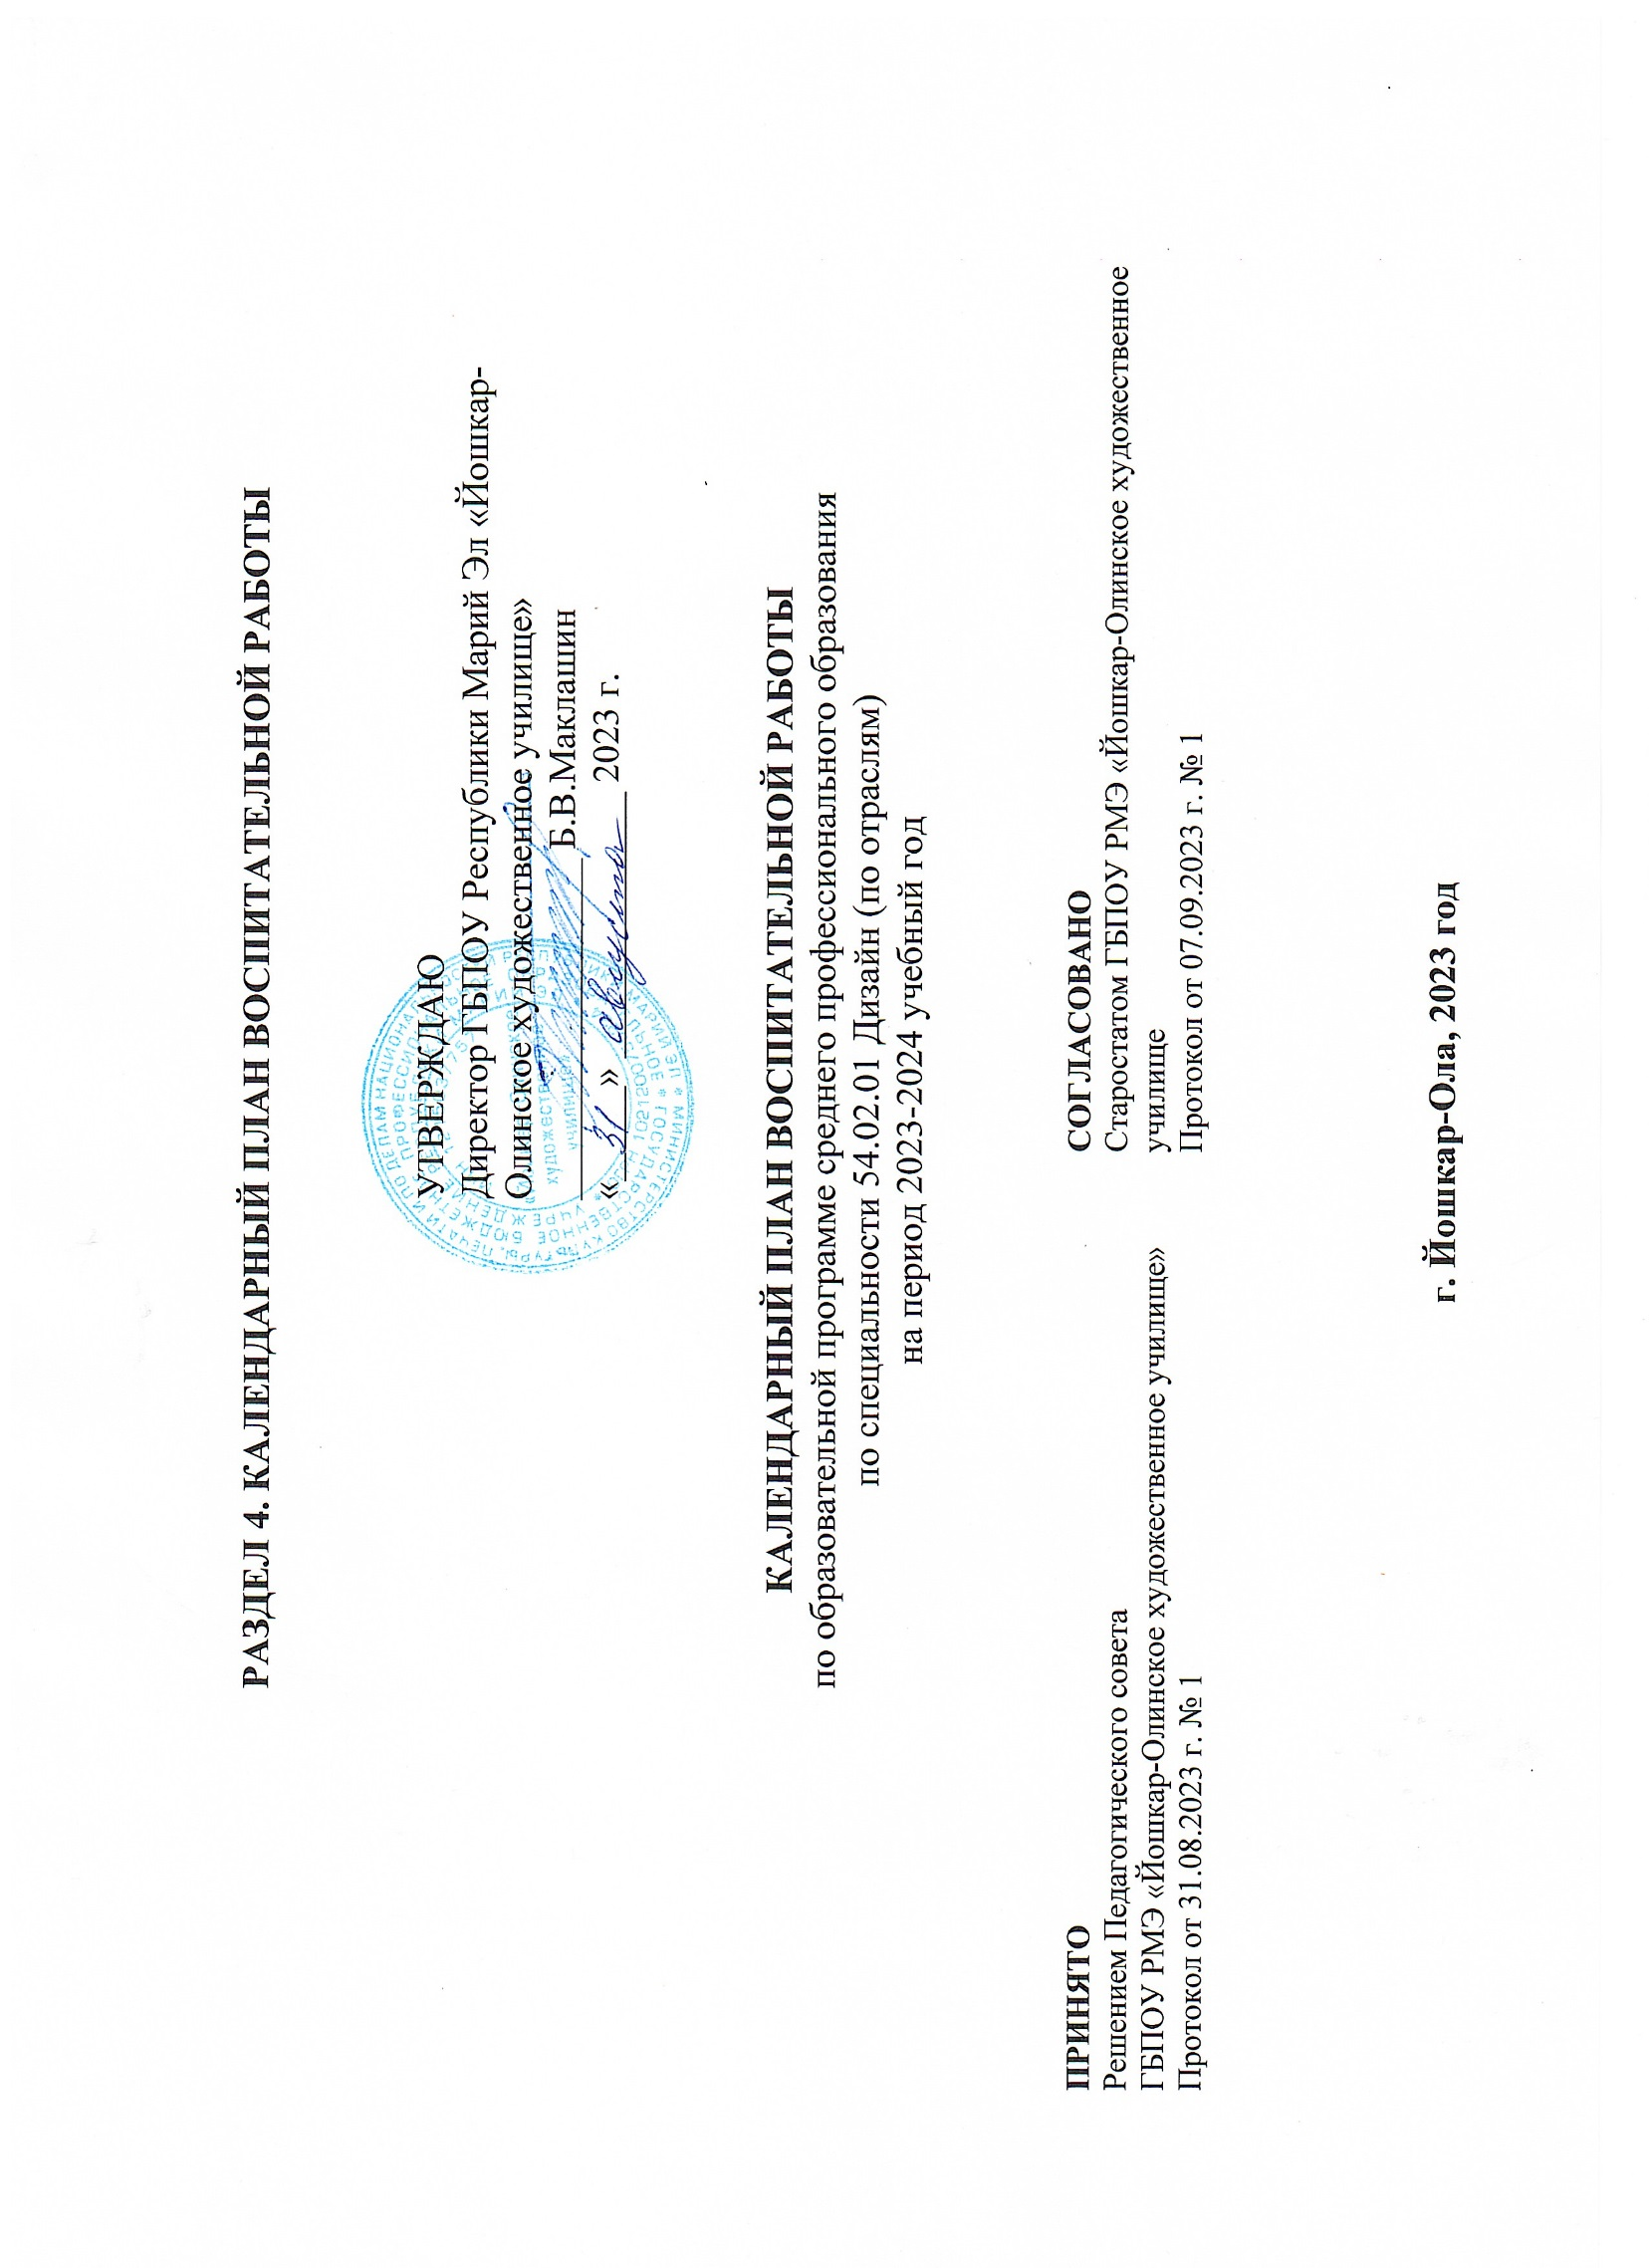 РАЗДЕЛ 4. КАЛЕНДАРНЫЙ ПЛАН ВОСПИТАТЕЛЬНОЙ РАБОТЫ
УТВЕРЖДАЮ
Директор ГБПОУ Республики Марий Эл «Йошкар-
Олинское художественное училище»
Б.В.Маклашин
«31» августа 2023 г.
КАЛЕНДАРНЫЙ ПЛАН ВОСПИТАТЕЛЬНОЙ РАБОТЫ
по образовательной программе среднего профессионального образования
по специальности 54.02.01 Дизайн (по отраслям)
на период 2023-2024 учебный год
ПРИНЯТО
Решением Педагогического совета
ГБПОУ РМЭ «Йошкар-Олинское художественное училище»
Протокол от 31.08.2023 г. № 1
СОГЛАСОВАНО
Старостатом ГБПОУ РМЭ «Йошкар-Олинское художественное
училище
Протокол от 07.09.2023 г. № 1
г. Йошкар-Ола, 2023 год